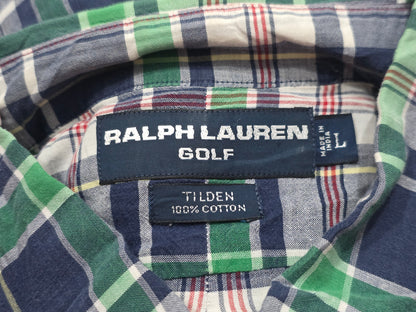 RALPH LAUREN
GOLF
MADE IN
INDIA
L
TILDEN
100% COTTON